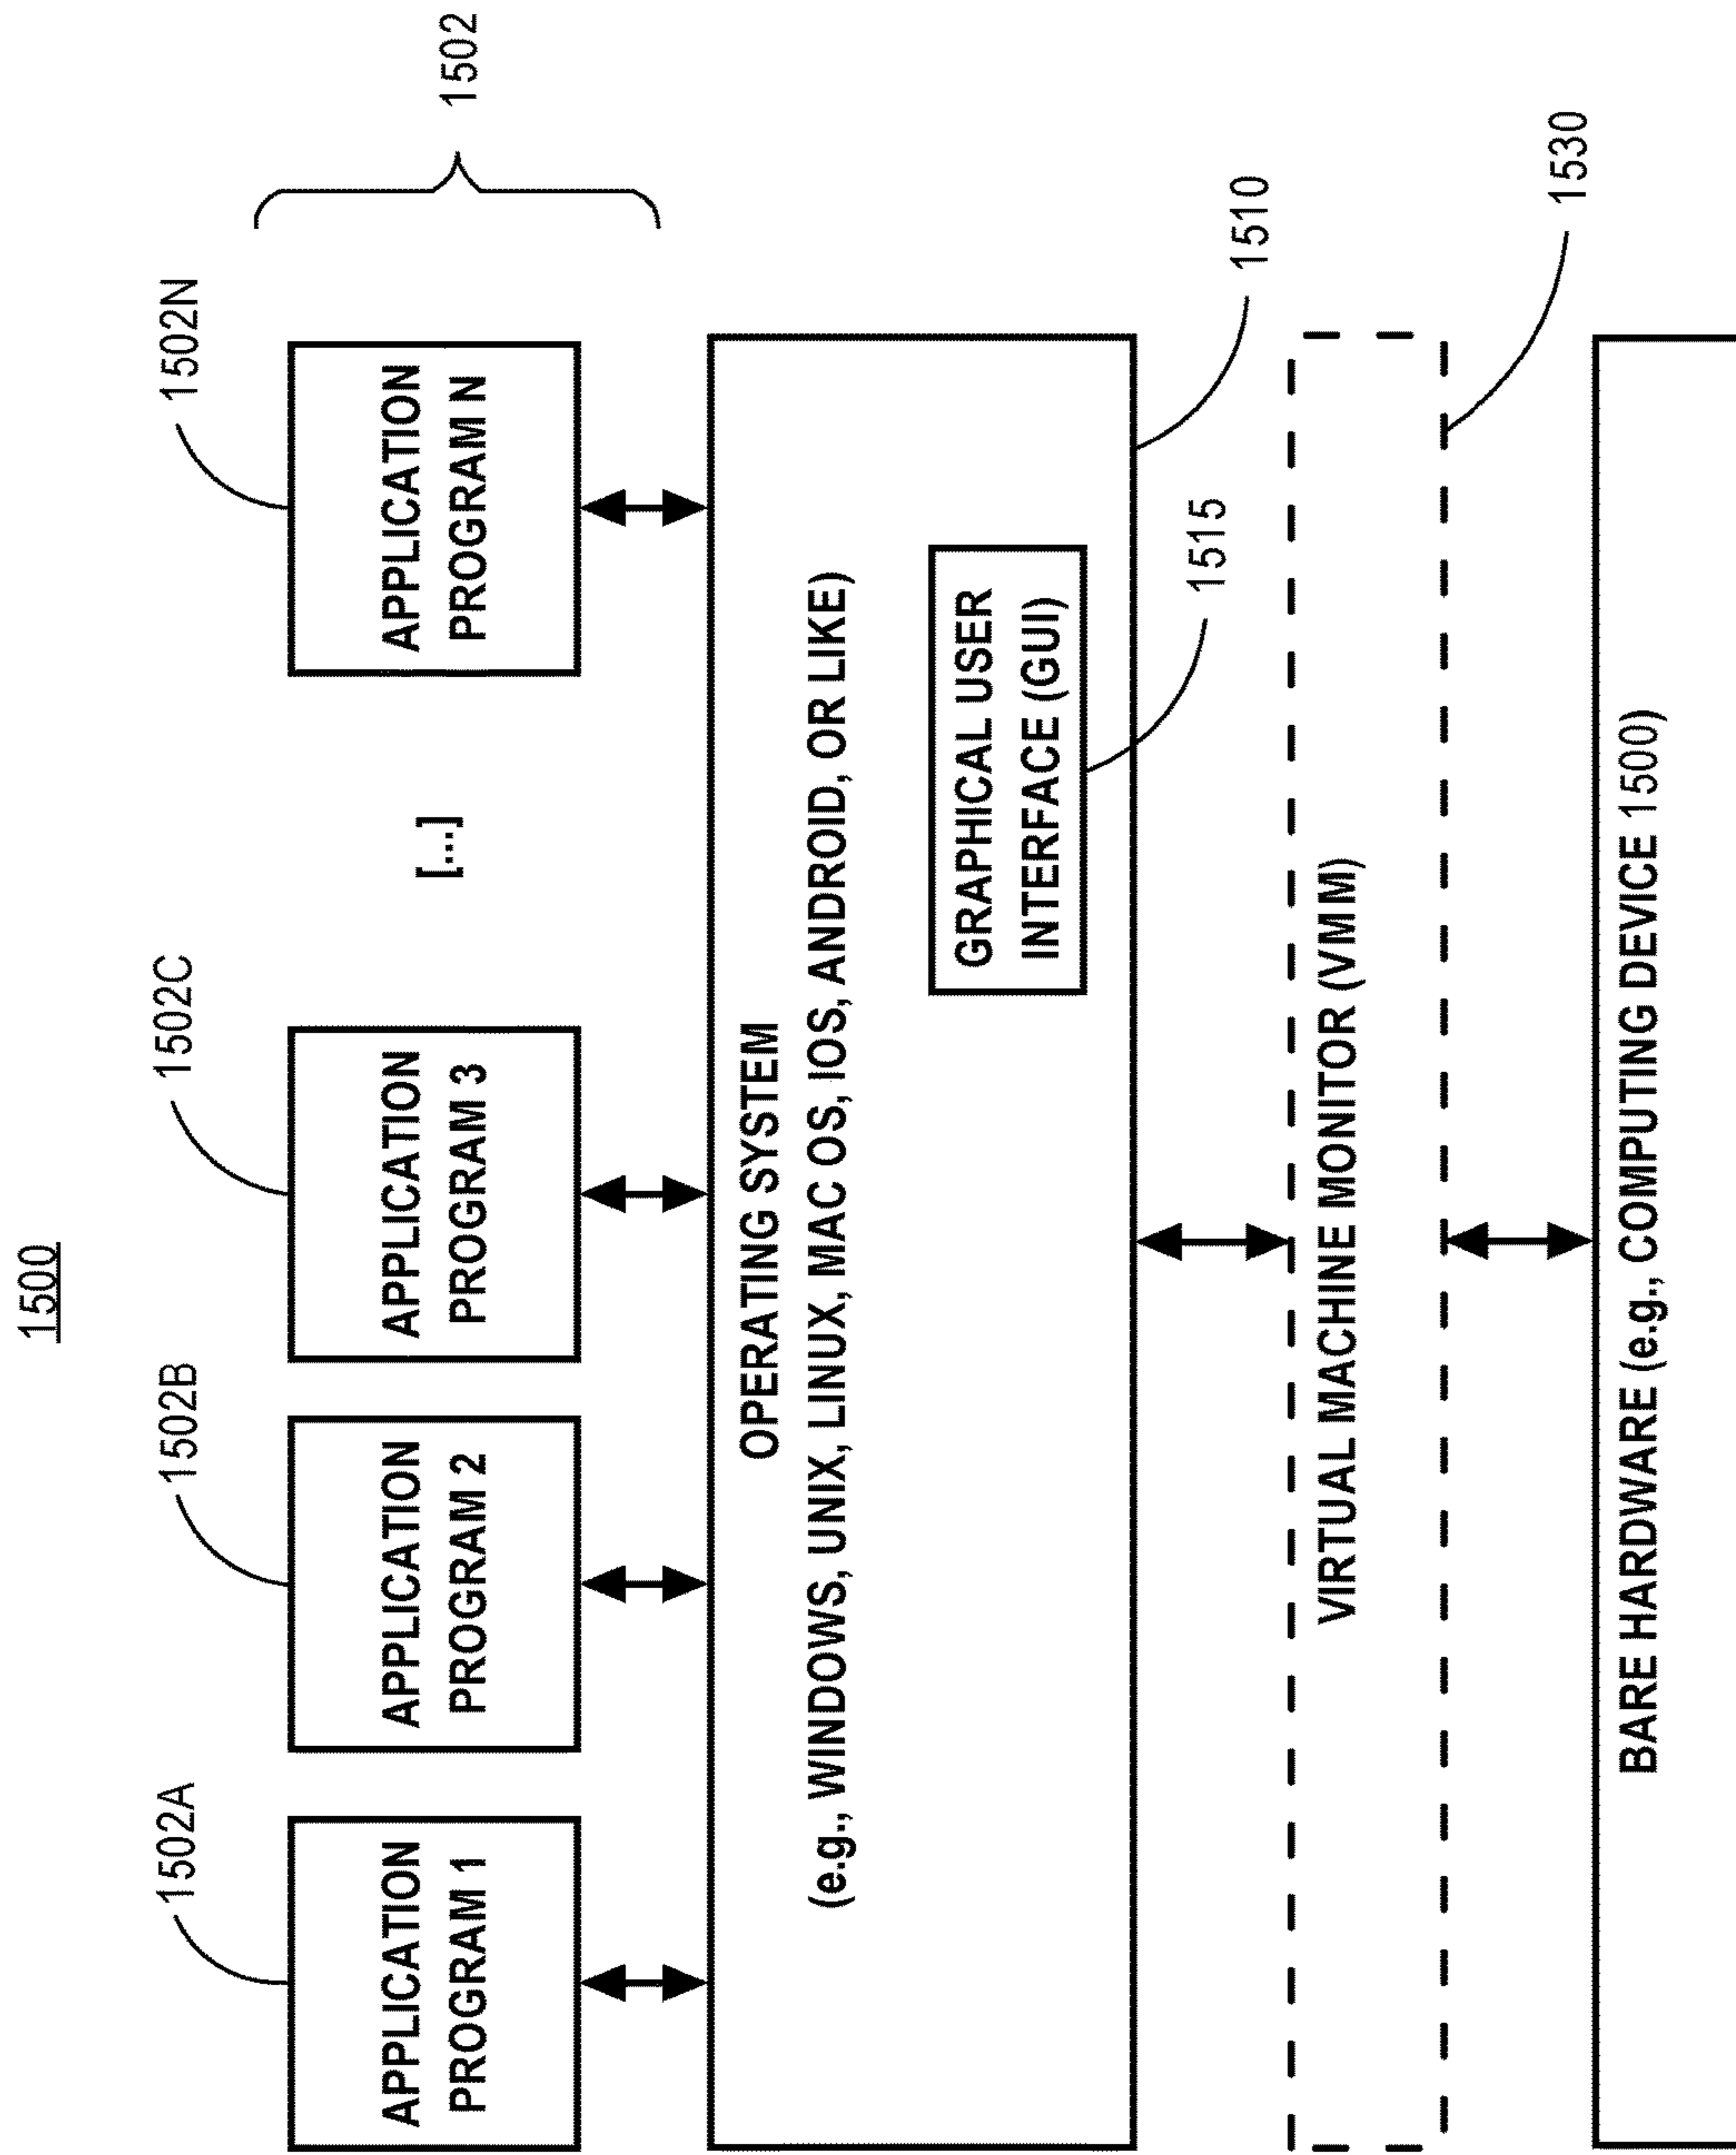 1500
1502A
1502B
1502C
1502N
APPLICATION
PROGRAM 1
APPLICATION
PROGRAM 2
APPLICATION
PROGRAM 3
[...]
APPLICATION
PROGRAM N
1502
OPERATING SYSTEM
(e.g., WINDOWS, UNIX, LINUX, MAC OS, IOS, ANDROID, OR LIKE)
GRAPHICAL USER
INTERFACE (GUI)
1515
1510
VIRTUAL MACHINE MONITOR (VMM)
1530
BARE HARDWARE (e.g., COMPUTING DEVICE 1500)